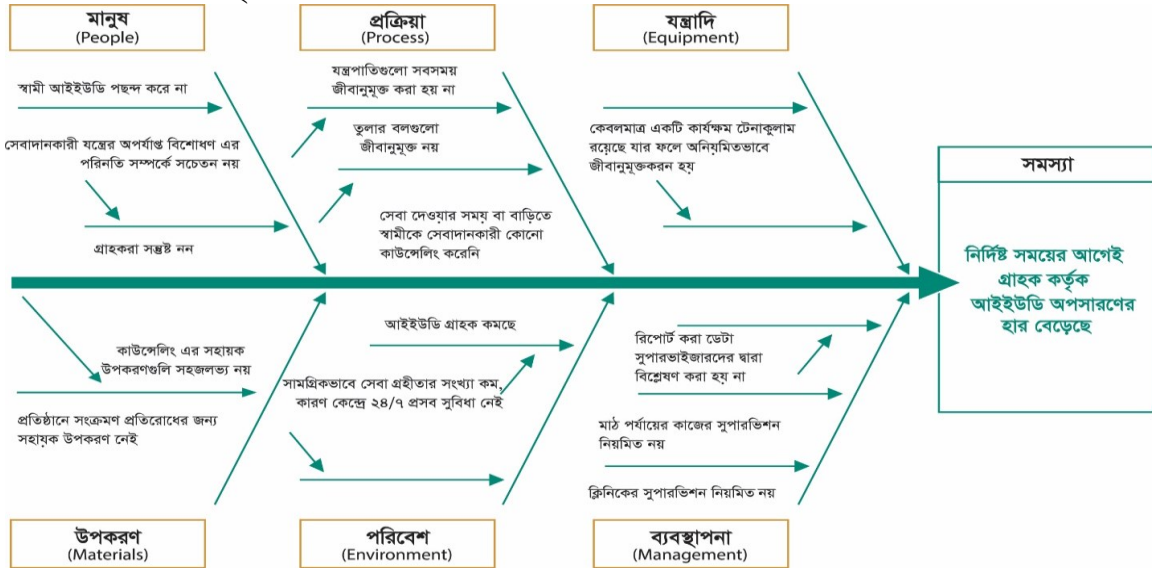 মানুষ
(People)
প্রক্রিয়া
(Process)
যন্ত্রাদি
(Equipment)
স্বামী আইইউডি পছন্দ করে না
সেবাদানকারী যন্ত্রের অপর্যাপ্ত বিশোধণ এর
পরিনতি সম্পর্কে সচেতন নয়
গ্রাহকরা সন্তুষ্ট নন
যন্ত্রপাতিগুলো সবসময়
জীবানুমুক্ত করা হয় না
তুলার বলগুলো
জীবানুমুক্ত নয়
সেবা দেওয়ার সময় বা বাড়িতে
স্বামীকে সেবাদানকারী কোনো
কাউন্সেলিং করেনি
কেবলমাত্র একটি কার্যক্ষম টেনাকুলাম
রয়েছে যার ফলে অনিয়মিতভাবে
জীবানুমুক্তকরন হয়
সমস্যা
নির্দিষ্ট সময়ের আগেই
গ্রাহক কর্তৃক
আইইউডি অপসারণের
হার বেড়েছে
কাউন্সেলিং এর সহায়ক
উপকরণগুলি সহজলভ্য নয়
প্রতিষ্ঠানে সংক্রমণ প্রতিরোধের জন্য
সহায়ক উপকরণ নেই
আইইউডি গ্রাহক কমছে
সামগ্রিকভাবে সেবা গ্রহীতার সংখ্যা কম,
কারণ কেন্দ্রে ২৪/৭ প্রসব সুবিধা নেই
রিপোর্ট করা ডেটা
সুপারভাইজারদের দ্বারা
বিশ্লেষণ করা হয় না
মাঠ পর্যায়ের কাজের সুপারভিশন
নিয়মিত নয়
ক্লিনিকের সুপারভিশন নিয়মিত নয়
উপকরণ
(Materials)
পরিবেশ
(Environment)
ব্যবস্থাপনা
(Management)